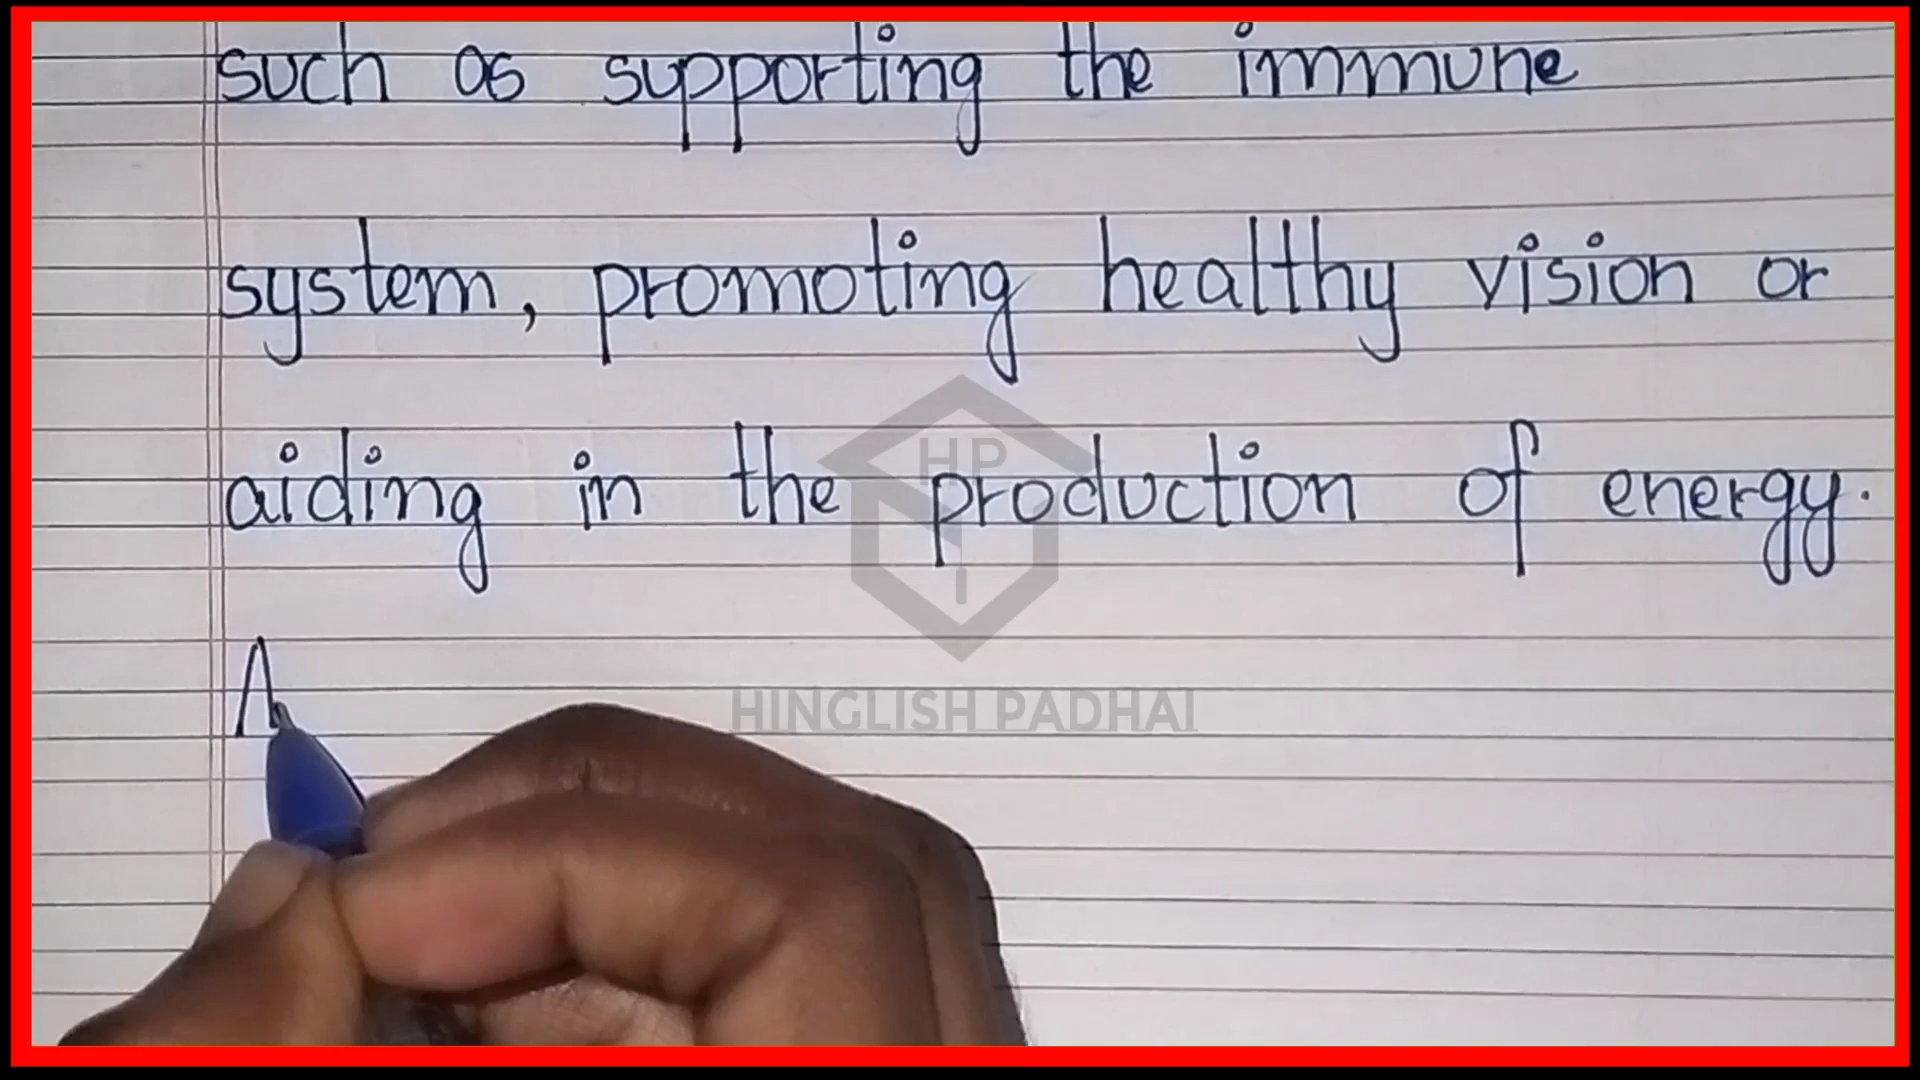 such as supporting the immune
system, promoting healthy vision or
aiding in the production of energy.
HP
HINGLISH PADHAI